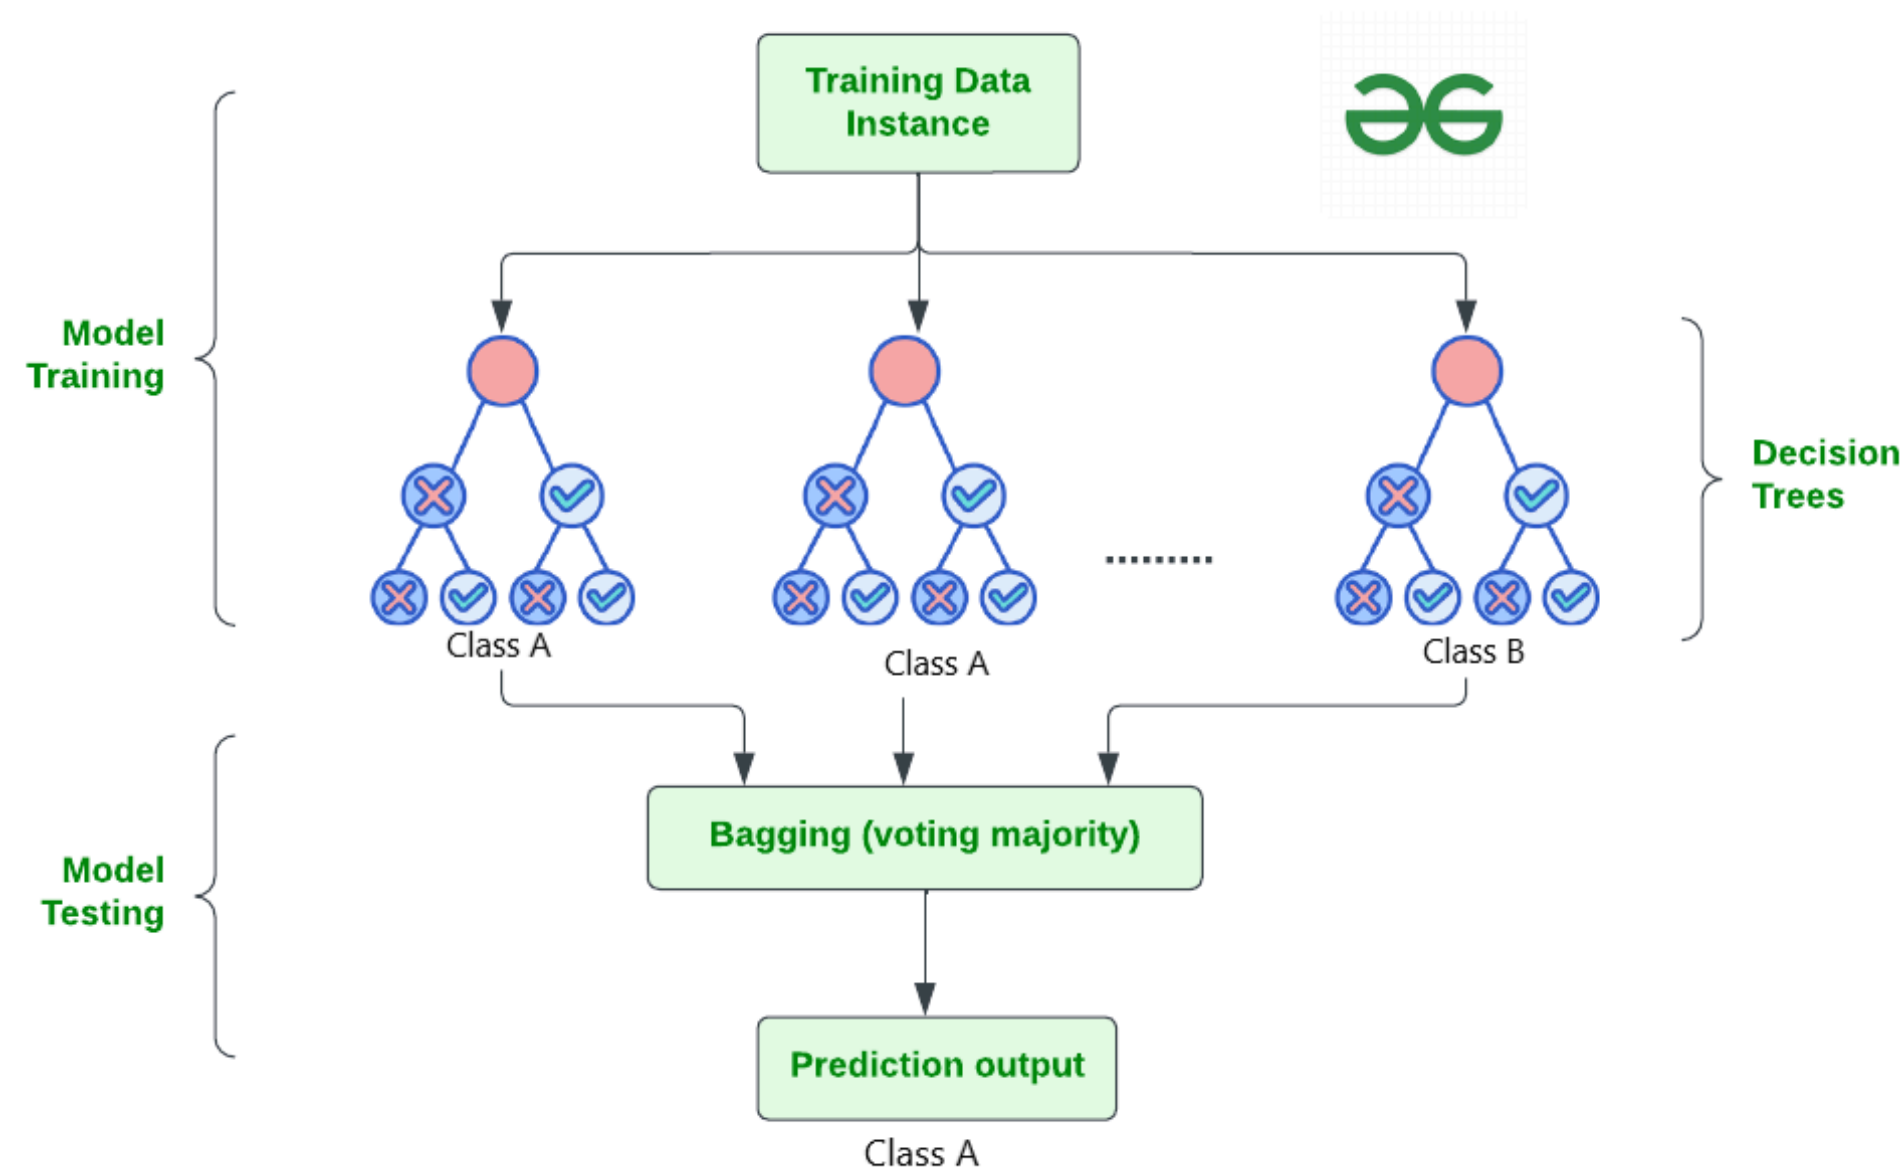 Training Data
Instance
Model
Training
Decision
Trees
Class A
Class A
Class B
Bagging (voting majority)
Model
Testing
Prediction output
Class A